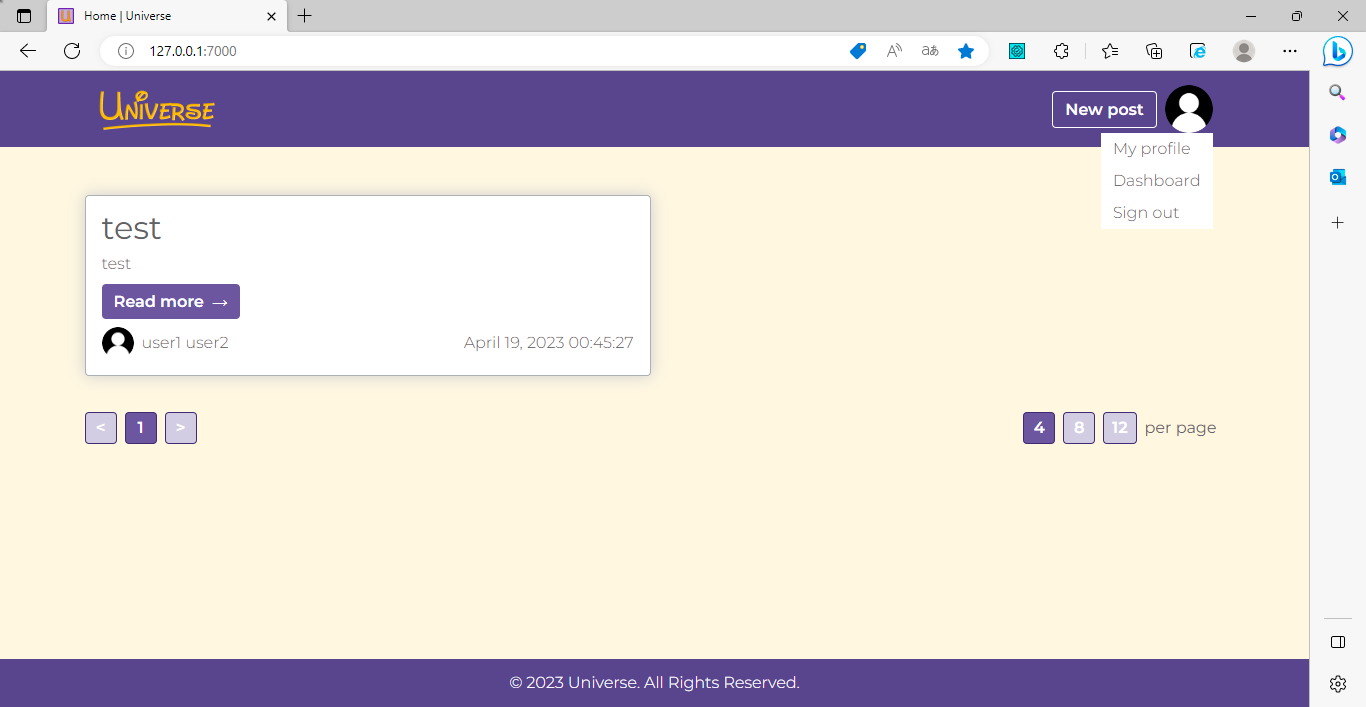 Home | Universe
127.0.0.1:7000
Universe
New post
My profile
Dashboard
Sign out
test
test
Read more →
user1 user2 April 19, 2023 00:45:27
< 1 > 4 8 12 per page
© 2023 Universe. All Rights Reserved.